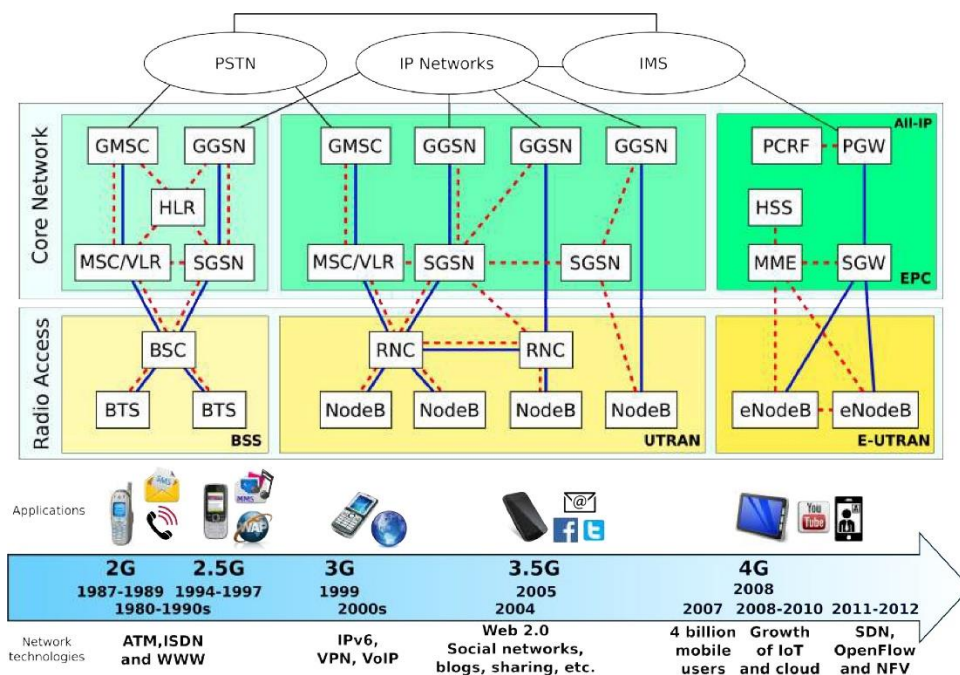 PSTN
IP Networks
IMS
Core Network
GMSC
GGSN
HLR
MSC/VLR
SGSN
GMSC
GGSN
GGSN
GGSN
MSC/VLR
SGSN
SGSN
All-IP
PCRF
PGW
HSS
MME
SGW
EPC
Radio Access
BSC
BTS
BTS
BSS
RNC
RNC
NodeB
NodeB
NodeB
NodeB
UTRAN
eNodeB
eNodeB
E-UTRAN
Applications
SMS
MMS
WAP
@
f
t
You
Tube
2G
2.5G
3G
3.5G
4G
1987-1989
1994-1997
1999
2005
2008
1980-1990s
2000s
2004
2007
2008-2010
2011-2012
Network
technologies
ATM,ISDN
and WWW
IPv6,
VPN, VoIP
Web 2.0
Social networks,
blogs, sharing, etc.
4 billion
mobile
users
Growth
of IoT
and cloud
SDN,
OpenFlow
and NFV